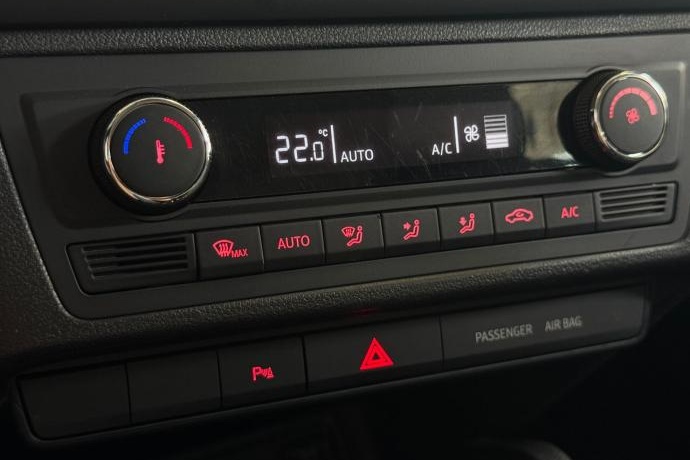 22.0°C AUTO A/C
MAX AUTO A/C
P PASSENGER AIR BAG